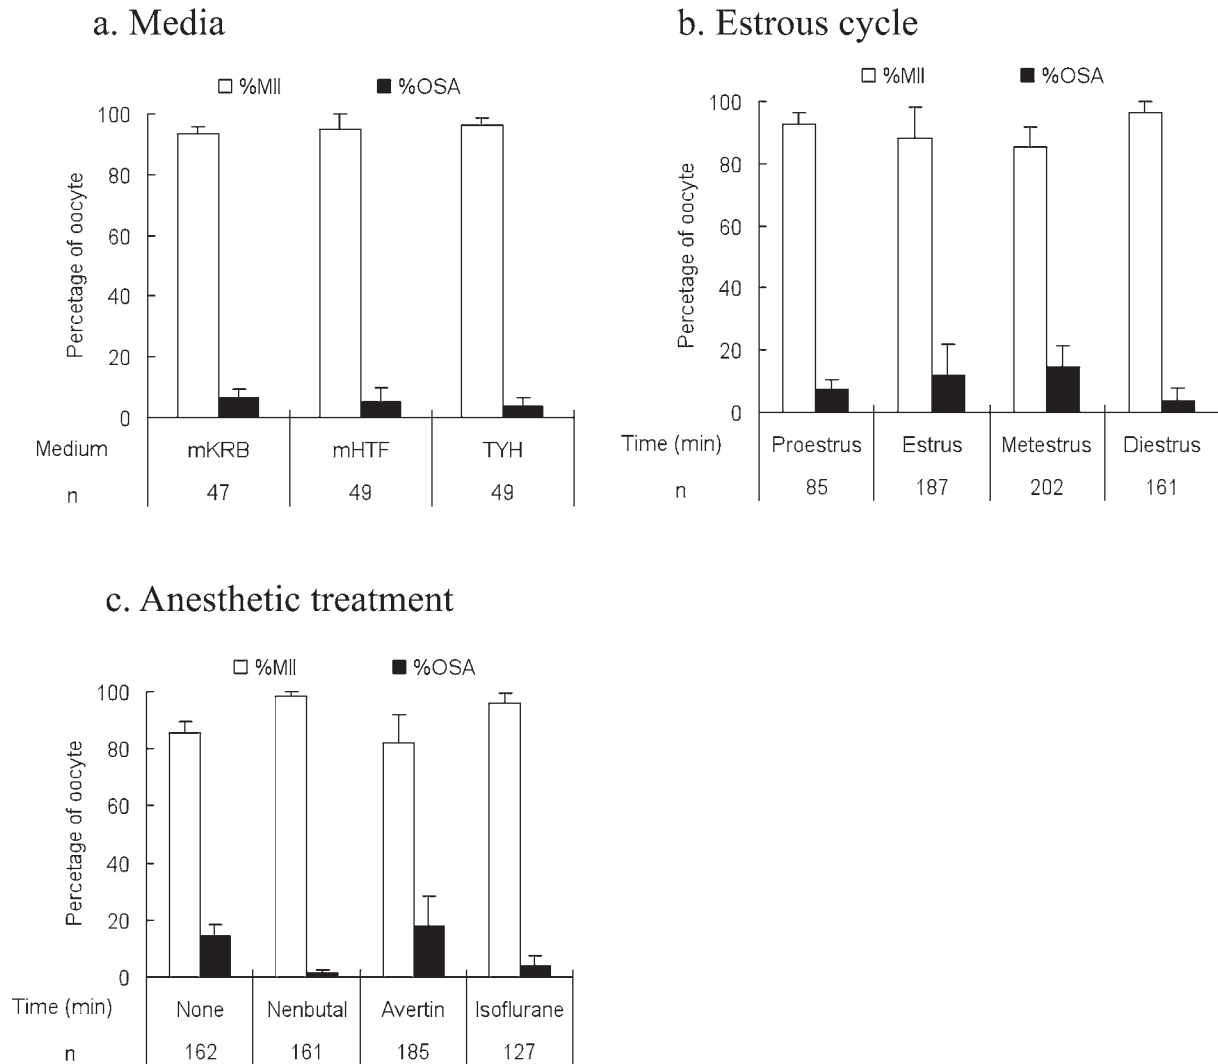 a. Media
%MII %OSA
Percetage of oocyte
100
80
60
40
20
0
Medium mKRB mHTF TYH
n 47 49 49
b. Estrous cycle
%MII %OSA
Percetage of oocyte
100
80
60
40
20
0
Time (min) Proestrus Estrus Metestrus Diestrus
n 85 187 202 161
c. Anesthetic treatment
%MII %OSA
Percetage of oocyte
100
80
60
40
20
0
Time (min) None Nenbutal Avertin Isoflurane
n 162 161 185 127